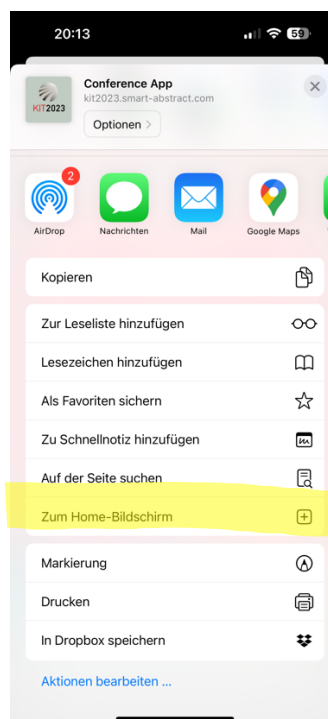 20:13
59
KIT2023
Conference App
kit2023.smart-abstract.com
Optionen
2
AirDrop
Nachrichten
Mail
Google Maps
Kopieren
Zur Leseliste hinzufügen
Lesezeichen hinzufügen
Als Favoriten sichern
Zu Schnellnotiz hinzufügen
Auf der Seite suchen
Zum Home-Bildschirm
Markierung
Drucken
In Dropbox speichern
Aktionen bearbeiten ...